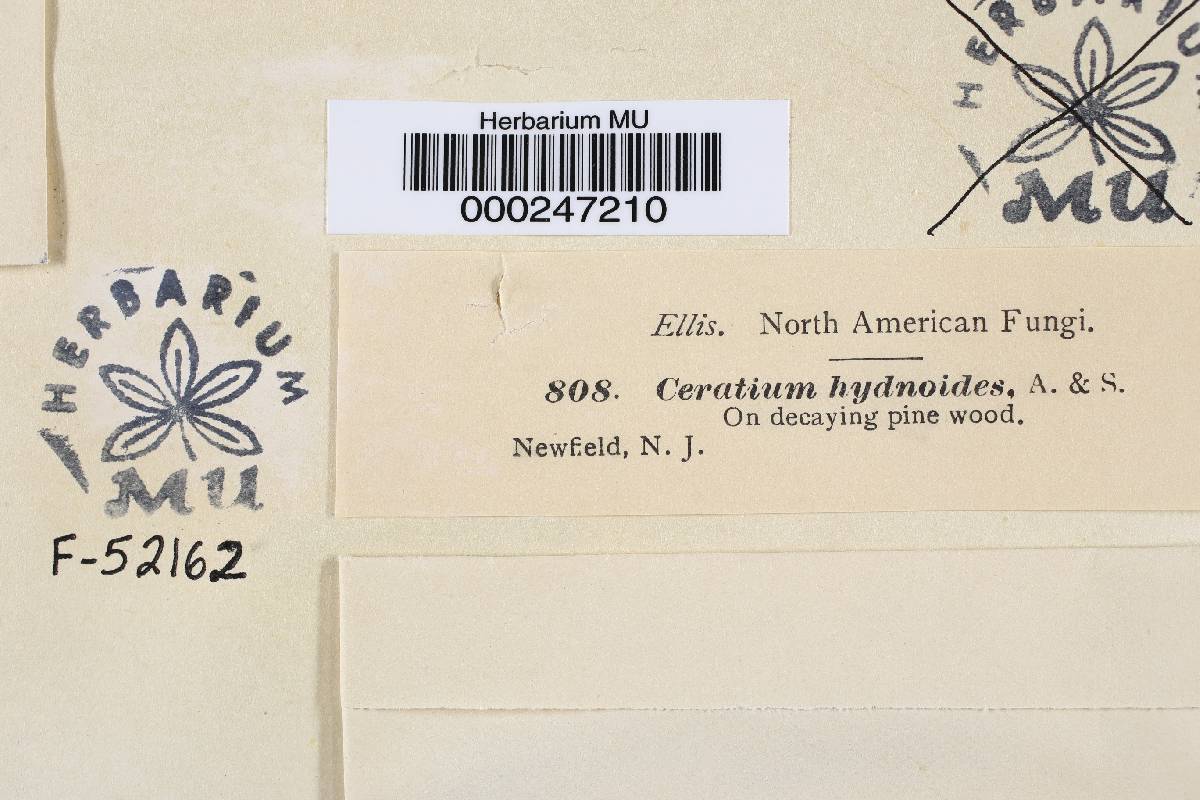 HERBARIUM
MU
Herbarium MU
000247210
HERBARIUM
MU
F-52162
Ellis. North American Fungi.
808. Ceratium hydnoides, A. & S.
On decaying pine wood.
Newfield, N. J.